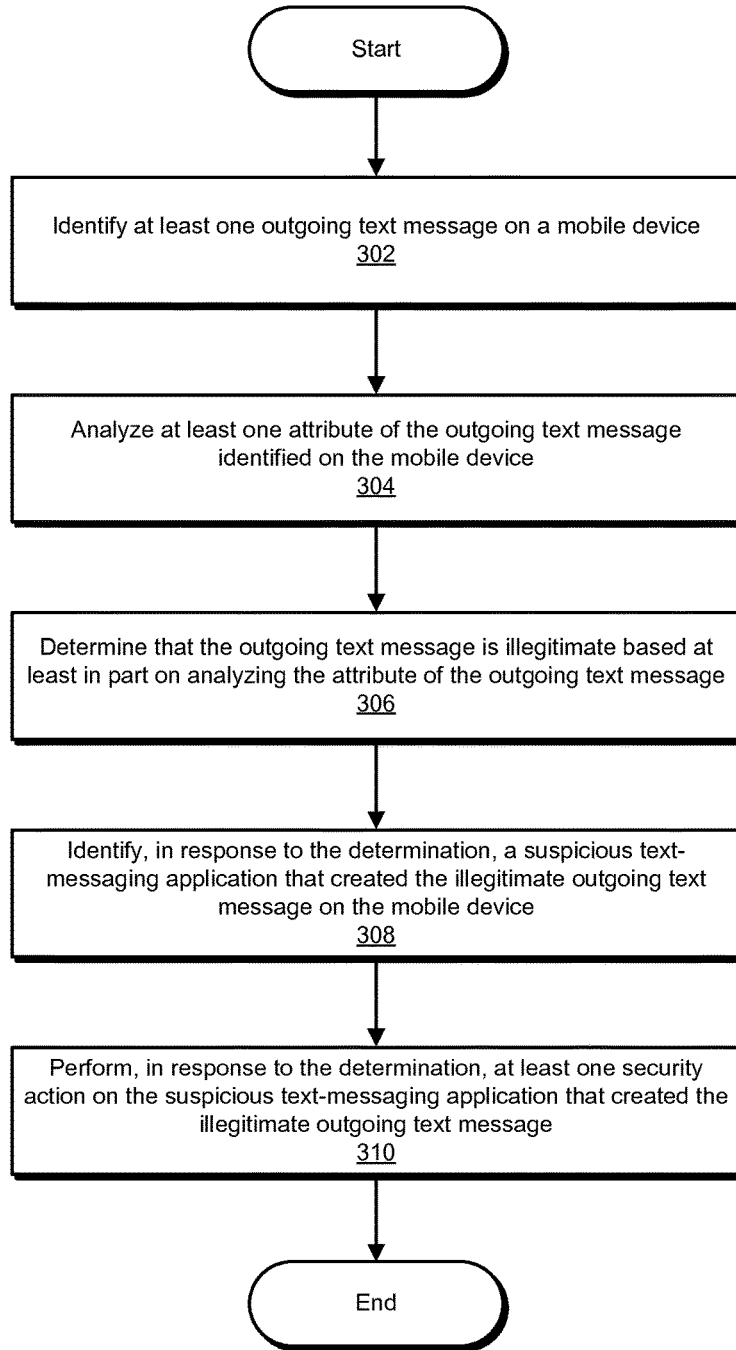 Start
Identify at least one outgoing text message on a mobile device
302
Analyze at least one attribute of the outgoing text message
identified on the mobile device
304
Determine that the outgoing text message is illegitimate based at
least in part on analyzing the attribute of the outgoing text message
306
Identify, in response to the determination, a suspicious text-
messaging application that created the illegitimate outgoing text
message on the mobile device
308
Perform, in response to the determination, at least one security
action on the suspicious text-messaging application that created the
illegitimate outgoing text message
310
End